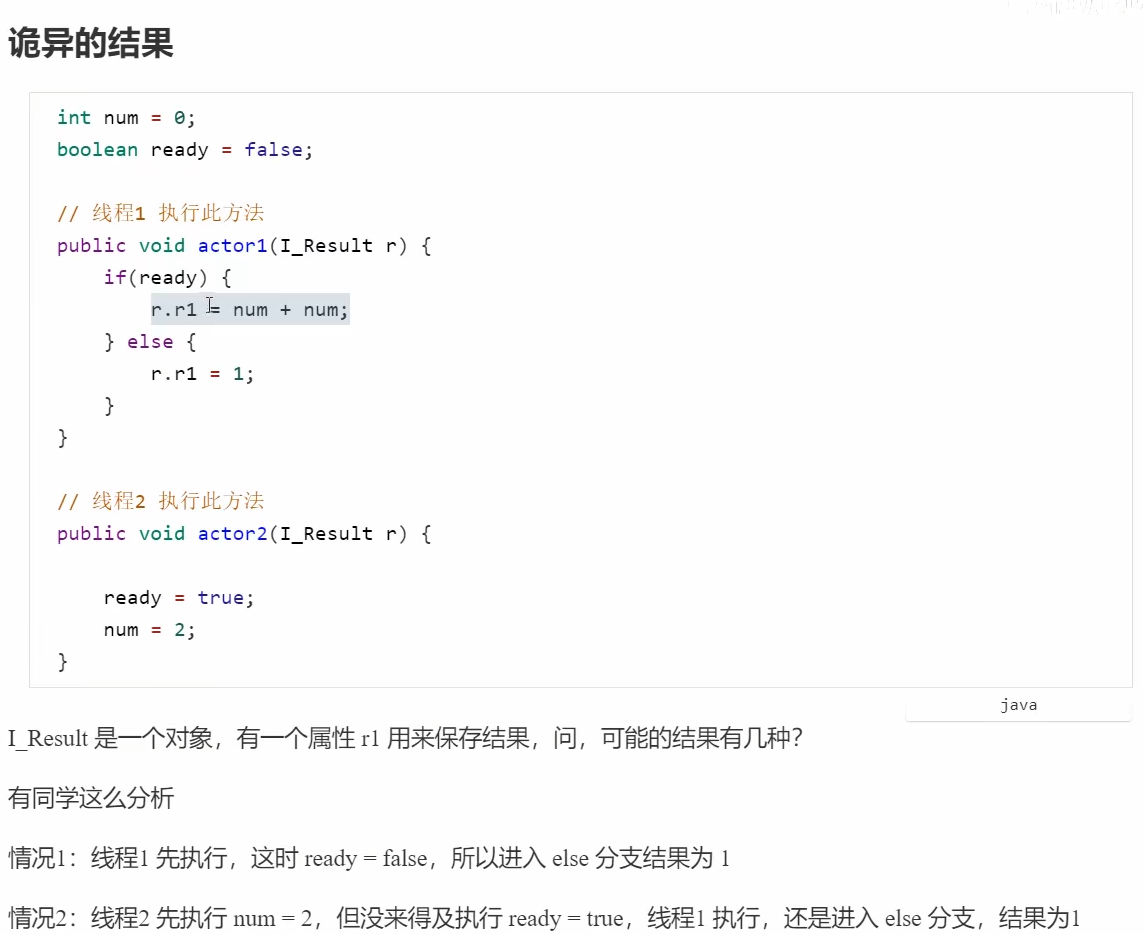 诡异的结果
int num = 0;
boolean ready = false;
// 线程1 执行此方法
public void actor1(I_Result r) {
if(ready) {
r.r1 = num + num;
} else {
r.r1 = 1;
}
}
// 线程2 执行此方法
public void actor2(I_Result r) {
ready = true;
num = 2;
}
java
I_Result 是一个对象，有一个属性 r1 用来保存结果，问，可能的结果有几种？
有同学这么分析
情况1：线程1 先执行，这时 ready = false，所以进入 else 分支结果为 1
情况2：线程2 先执行 num = 2，但没来得及执行 ready = true，线程1 执行，还是进入 else 分支，结果为1